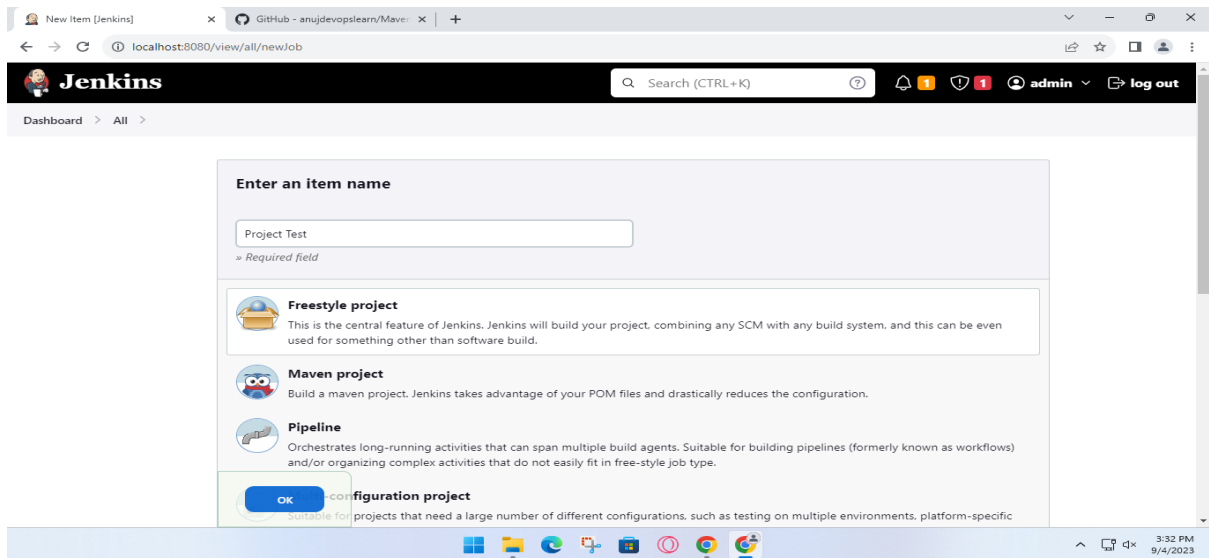 New Item [Jenkins]
GitHub - anujdevopslearn/Maven
localhost:8080/view/all/newJob
Jenkins
Search (CTRL+K)
1
1
admin
log out
Dashboard > All >
Enter an item name
Project Test
» Required field
Freestyle project
This is the central feature of Jenkins. Jenkins will build your project, combining any SCM with any build system, and this can be even
used for something other than software build.
Maven project
Build a maven project. Jenkins takes advantage of your POM files and drastically reduces the configuration.
Pipeline
Orchestrates long-running activities that can span multiple build agents. Suitable for building pipelines (formerly known as workflows)
and/or organizing complex activities that do not easily fit in free-style job type.
OK
Multi-configuration project
Suitable for projects that need a large number of different configurations, such as testing on multiple environments, platform-specific
3:32 PM
9/4/2023